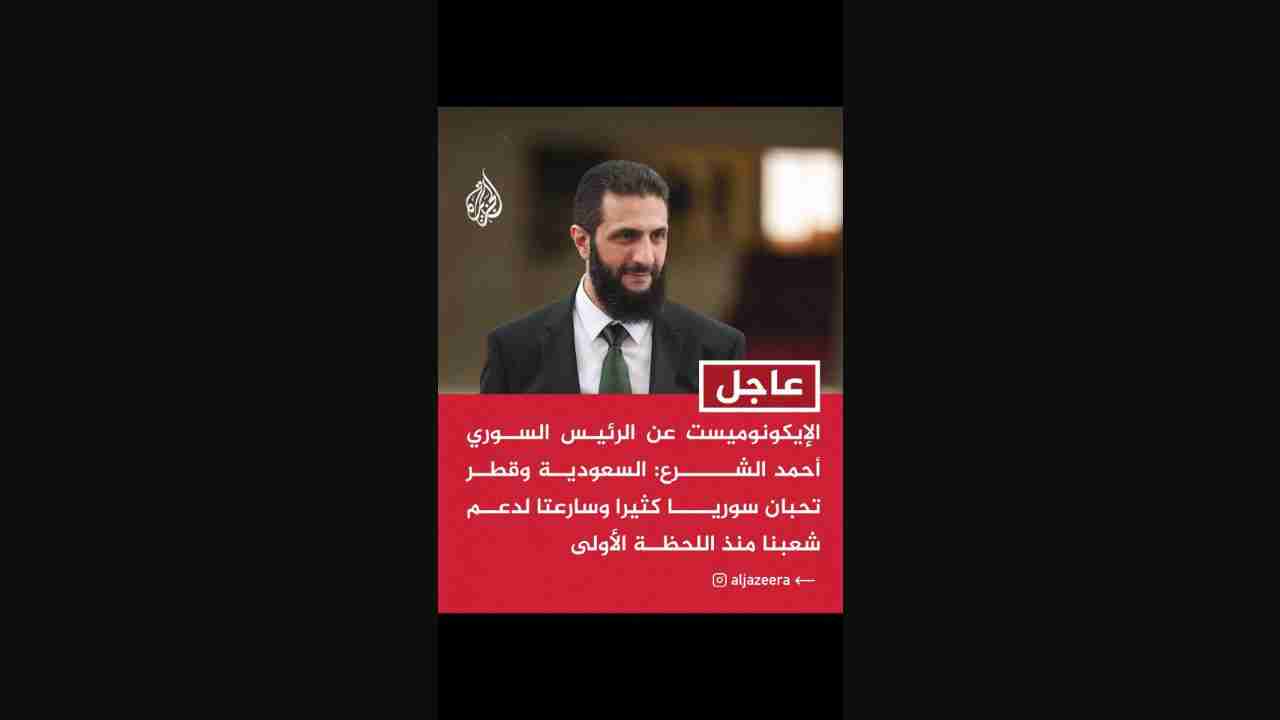 الجزيرة
عاجل
الإيكونوميست عن الرئيس السوري
أحمد الشرع: السعودية وقطر
تحبان سوريا كثيرا وسارعتا لدعم
شعبنا منذ اللحظة الأولى
aljazeera